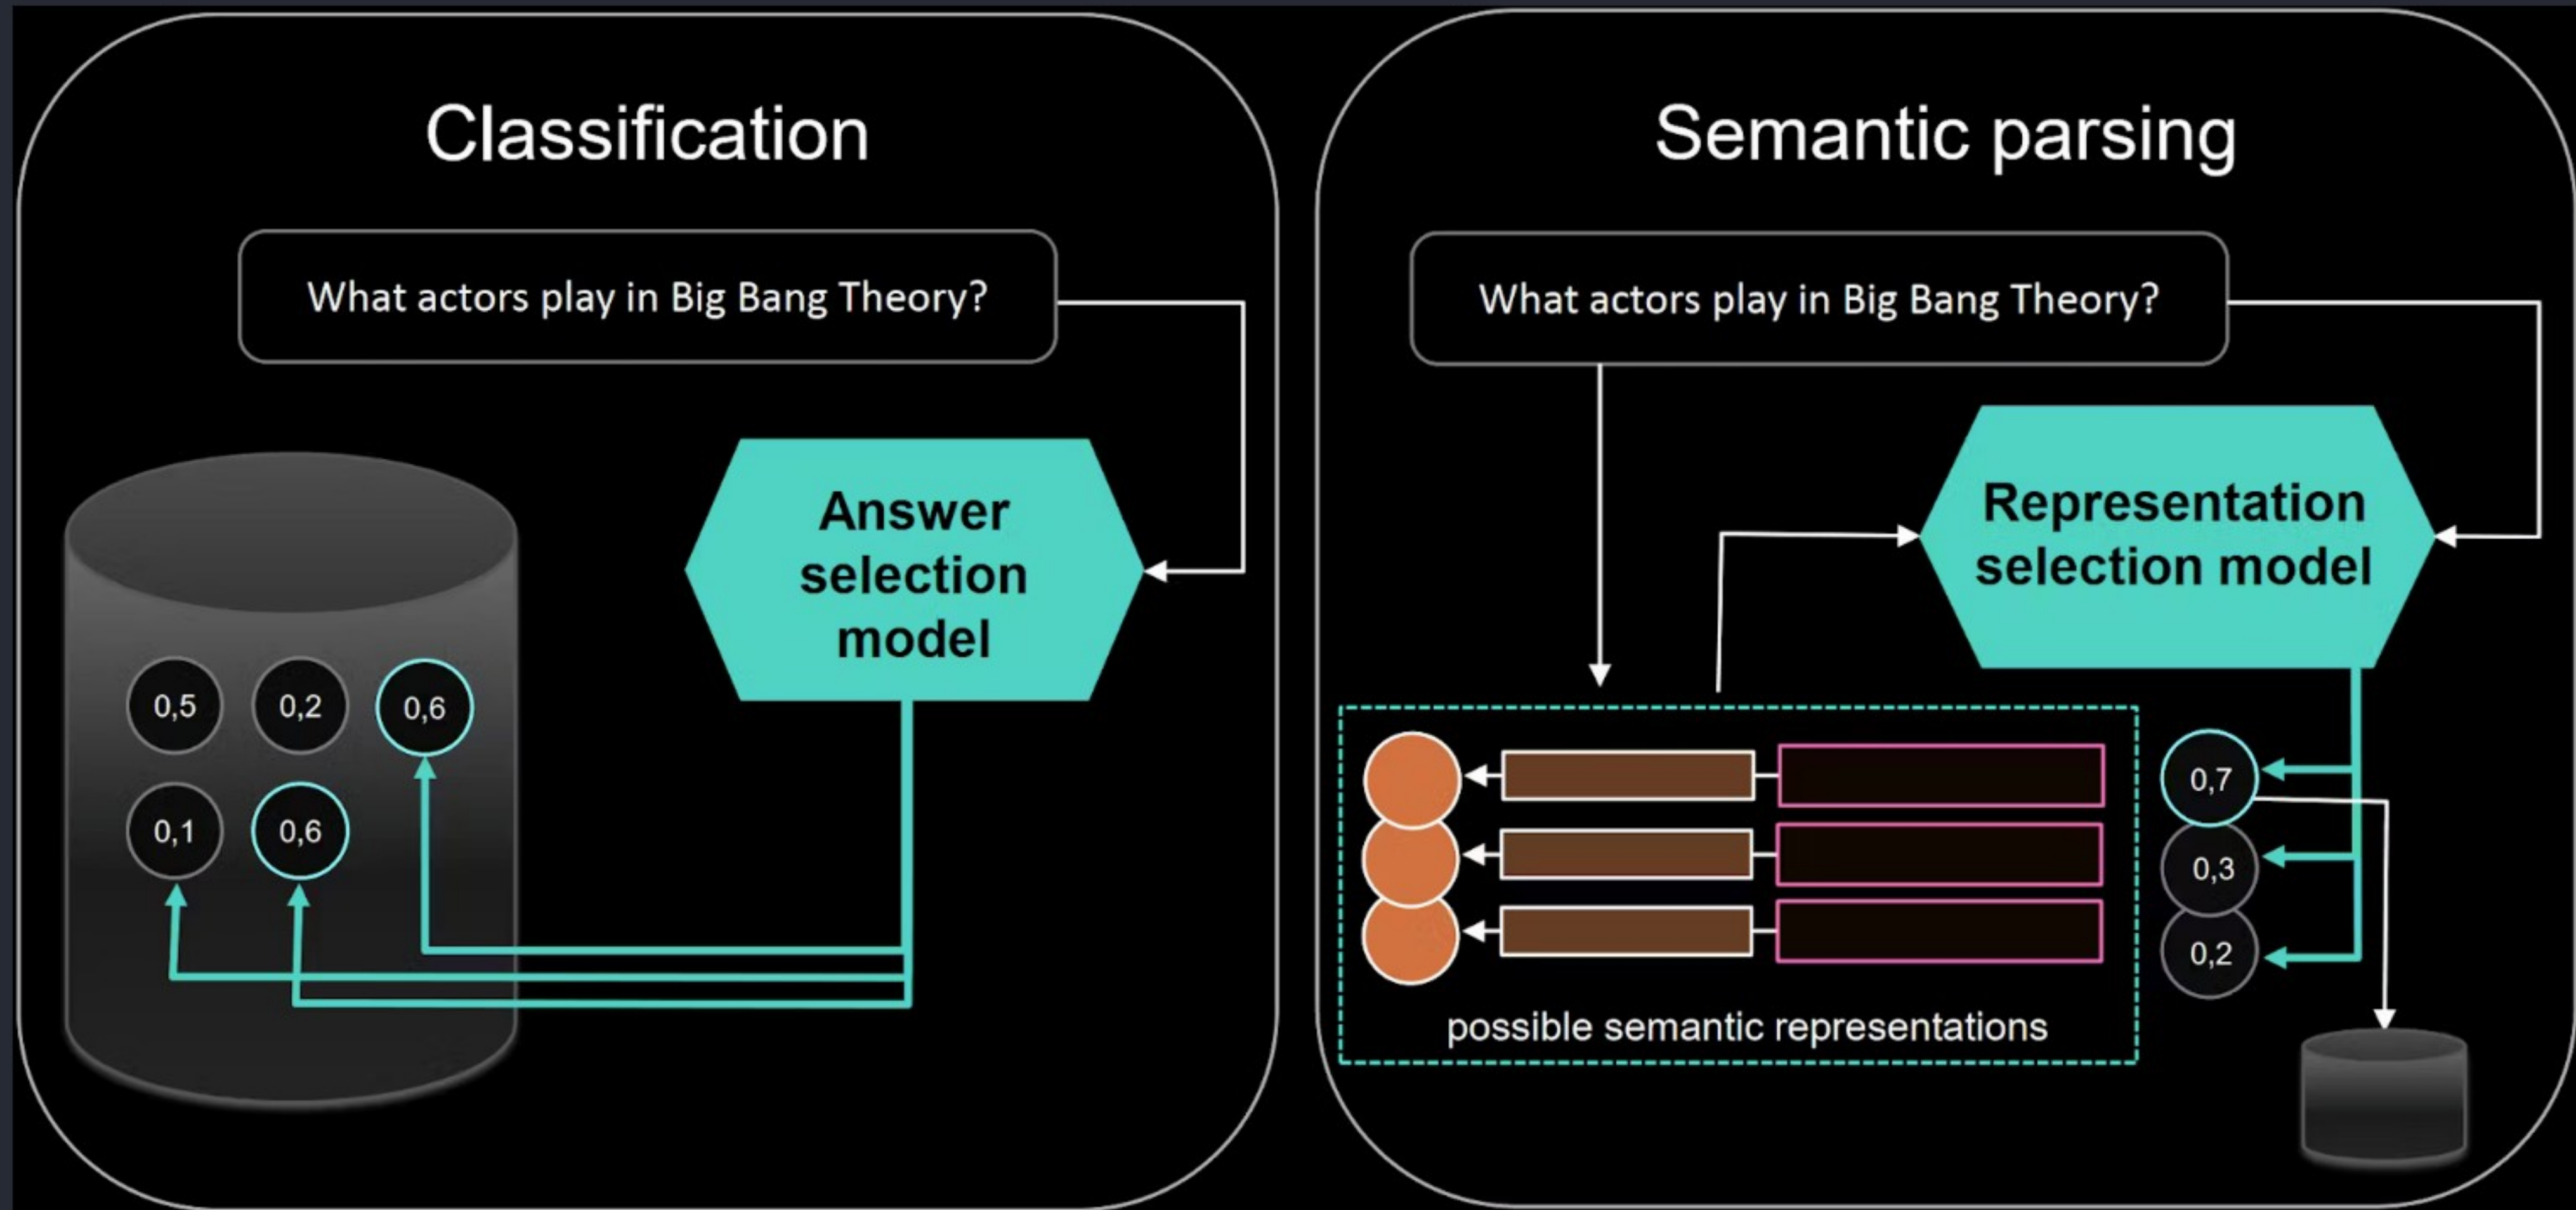 Classification
What actors play in Big Bang Theory?
Answer
selection
model
0,5 0,2 0,6
0,1 0,6
Semantic parsing
What actors play in Big Bang Theory?
Representation
selection model
0,7
0,3
0,2
possible semantic representations